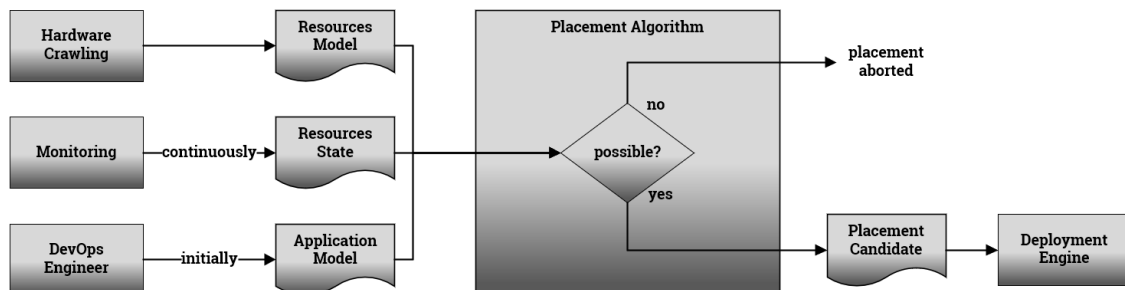 Hardware
Crawling
Resources
Model
Placement Algorithm
placement
aborted
no
Monitoring
continuously
Resources
State
possible?
yes
DevOps
Engineer
initially
Application
Model
Placement
Candidate
Deployment
Engine